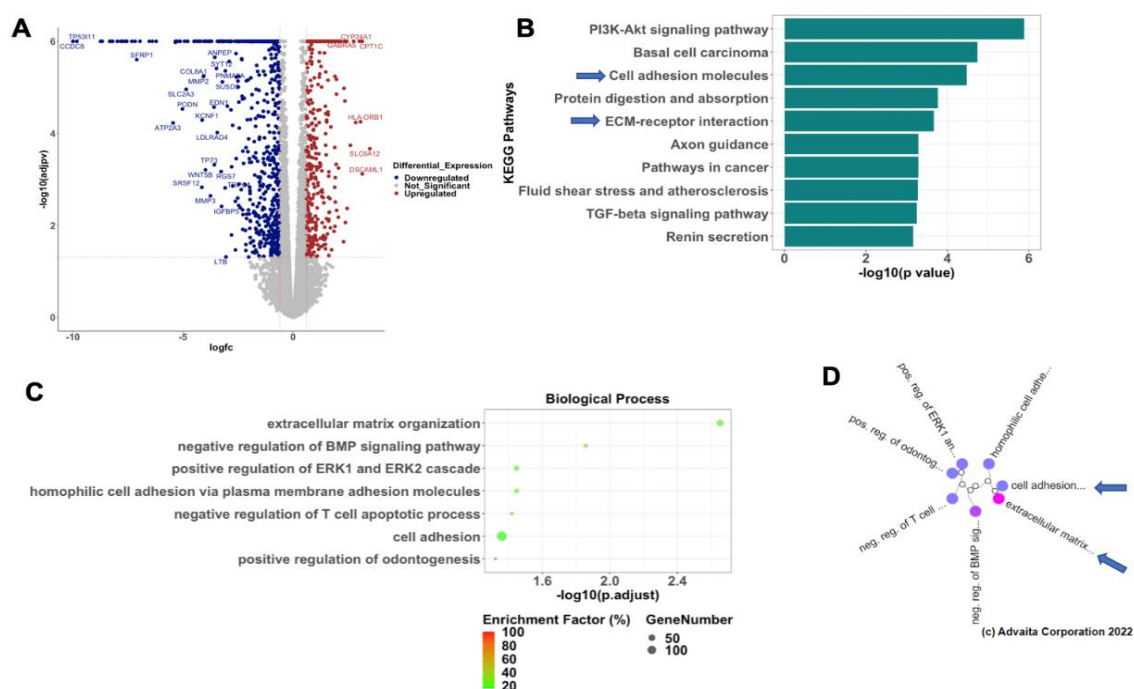 A
TP53I11
CCDC8
SFRP1
ANPEP
SYT12
COL8A1
MMP2
SUSD5
SLC2A3
PODN
EDN1
KCNF1
ATP2A3
LDLRAD4
TP73
WNT5B
RGS7
SRSF12
MMP3
IGFBP5
LTB
CYP24A1
GABRA5
CPT1C
HLA-DRB1
SLC6A12
DSCAML1
6
4
2
0
-log10(adpv)
-10
-5
0
logfc
Differential_Expression
Downregulated
Not_Significant
Upregulated
B
KEGG Pathways
PI3K-Akt signaling pathway
Basal cell carcinoma
Cell adhesion molecules
Protein digestion and absorption
ECM-receptor interaction
Axon guidance
Pathways in cancer
Fluid shear stress and atherosclerosis
TGF-beta signaling pathway
Renin secretion
0
2
4
6
-log10(p value)
C
Biological Process
extracellular matrix organization
negative regulation of BMP signaling pathway
positive regulation of ERK1 and ERK2 cascade
homophilic cell adhesion via plasma membrane adhesion molecules
negative regulation of T cell apoptotic process
cell adhesion
positive regulation of odontogenesis
1.6
2.0
2.4
-log10(p.adjust)
Enrichment Factor (%)
100
80
60
40
20
GeneNumber
50
100
D
pos. reg. of ERK1 an...
homophilic cell adhe...
pos. reg. of odontog...
cell adhesion...
extracellular matrix...
neg. reg. of T cell
neg. reg. of BMP sig...
(c) Advaita Corporation 2022